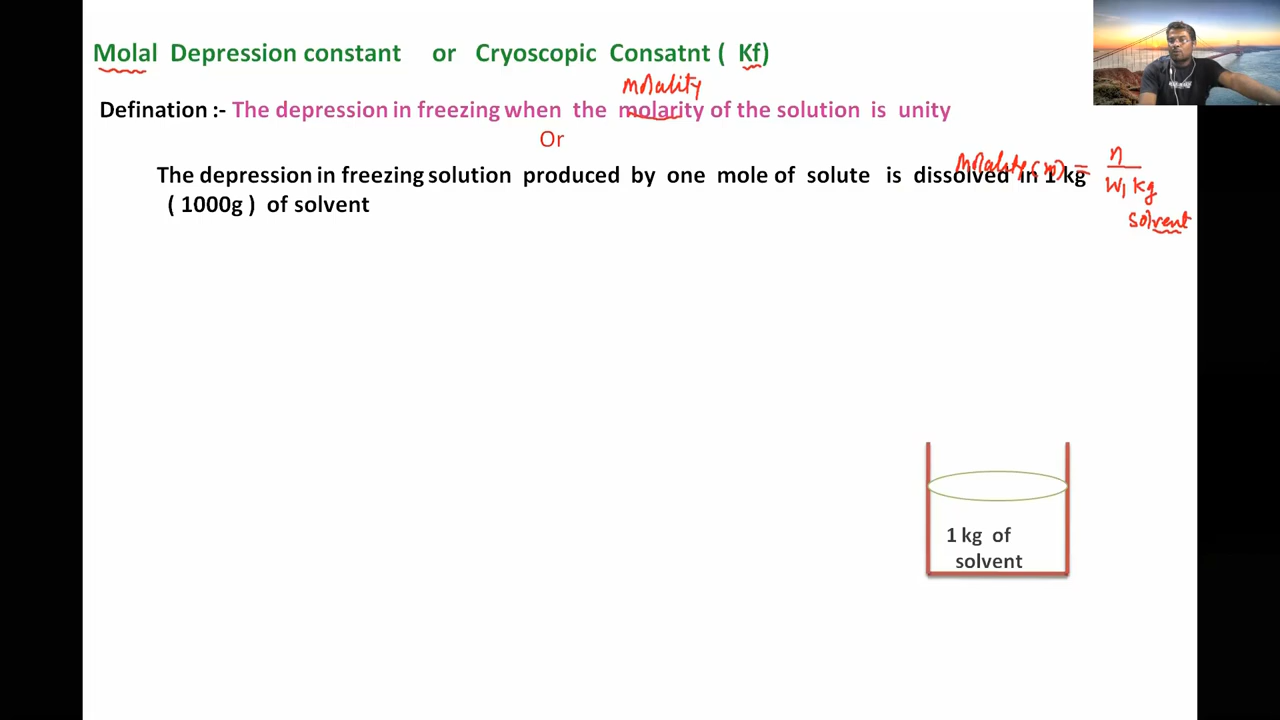 Molal Depression constant or Cryoscopic Consatnt ( Kf)
molality
Defination :- The depression in freezing when the molarity of the solution is unity
Or
molality (m) = n
The depression in freezing solution produced by one mole of solute is dissolved in 1 kg
W1 kg
( 1000g ) of solvent
solvent
1 kg of
solvent